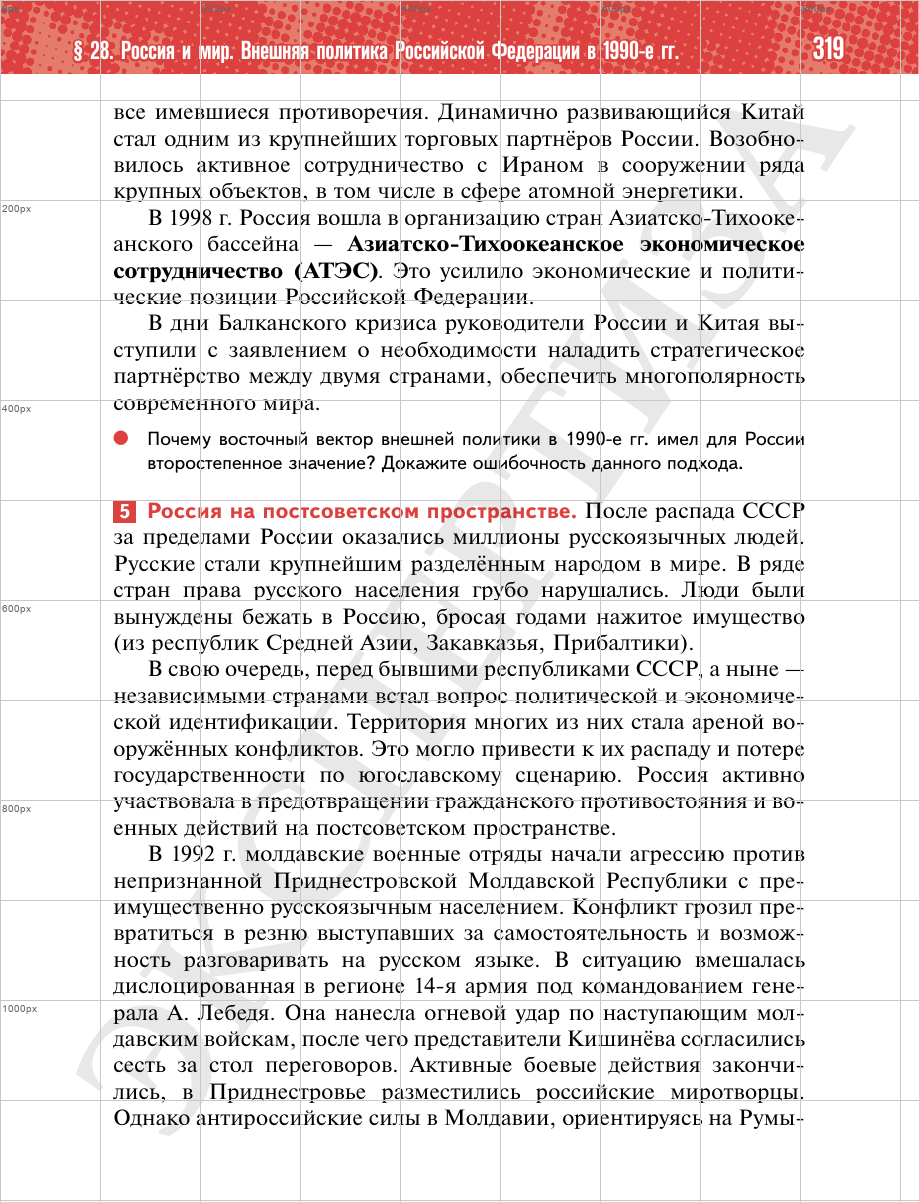 § 28. Россия и мир. Внешняя политика Российской Федерации в 1990-е гг. 319
все имевшиеся противоречия. Динамично развивающийся Китай
стал одним из крупнейших торговых партнёров России. Возобно-
вилось активное сотрудничество с Ираном в сооружении ряда
крупных объектов, в том числе в сфере атомной энергетики.
В 1998 г. Россия вошла в организацию стран Азиатско-Тихооке-
анского бассейна — Азиатско-Тихоокеанское экономическое
сотрудничество (АТЭС). Это усилило экономические и полити-
ческие позиции Российской Федерации.
В дни Балканского кризиса руководители России и Китая вы-
ступили с заявлением о необходимости наладить стратегическое
партнёрство между двумя странами, обеспечить многополярность
современного мира.
Почему восточный вектор внешней политики в 1990-е гг. имел для России
второстепенное значение? Докажите ошибочность данного подхода.
5 Россия на постсоветском пространстве. После распада СССР
за пределами России оказались миллионы русскоязычных людей.
Русские стали крупнейшим разделённым народом в мире. В ряде
стран права русского населения грубо нарушались. Люди были
вынуждены бежать в Россию, бросая годами нажитое имущество
(из республик Средней Азии, Закавказья, Прибалтики).
В свою очередь, перед бывшими республиками СССР, а ныне —
независимыми странами встал вопрос политической и экономиче-
ской идентификации. Территория многих из них стала ареной во-
оружённых конфликтов. Это могло привести к их распаду и потере
государственности по югославскому сценарию. Россия активно
участвовала в предотвращении гражданского противостояния и во-
енных действий на постсоветском пространстве.
В 1992 г. молдавские военные отряды начали агрессию против
непризнанной Приднестровской Молдавской Республики с пре-
имущественно русскоязычным населением. Конфликт грозил пре-
вратиться в резню выступавших за самостоятельность и возмож-
ность разговаривать на русском языке. В ситуацию вмешалась
дислоцированная в регионе 14-я армия под командованием гене-
рала А. Лебедя. Она нанесла огневой удар по наступающим мол-
давским войскам, после чего представители Кишинёва согласились
сесть за стол переговоров. Активные боевые действия закончи-
лись, в Приднестровье разместились российские миротворцы.
Однако антироссийские силы в Молдавии, ориентируясь на Румы-
ЭКСПЕРТИЗА
200px
400px
600px
800px
1000px